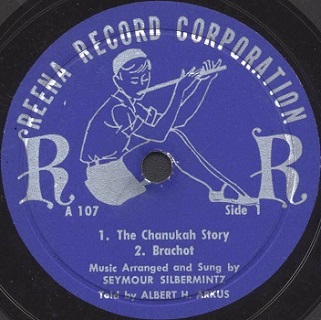 REENA RECORD CORPORATION
R R
A 107 Side 1
1. The Chanukah Story
2. Brachot
Music Arranged and Sung by
SEYMOUR SILBERMINTZ
Told by ALBERT H. ARKUS